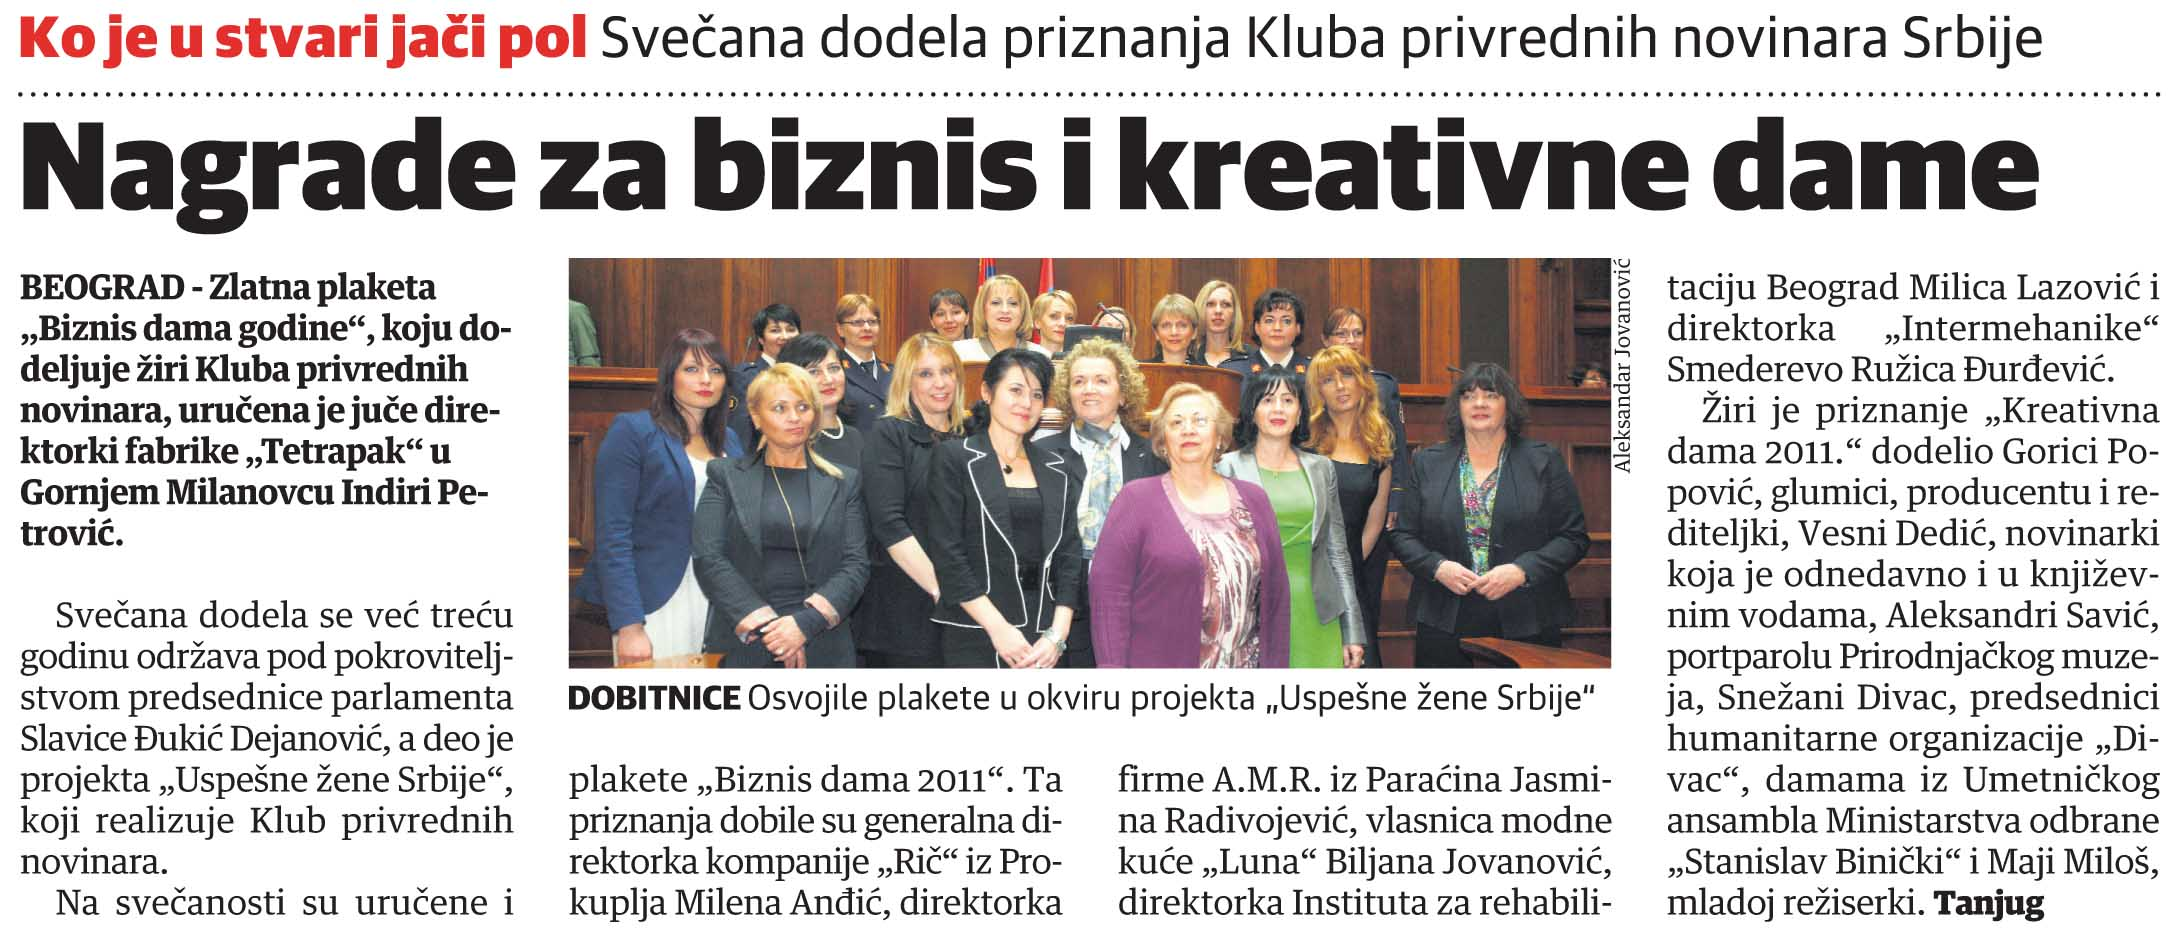 Ko je u stvari jači pol Svečana dodela priznanja Kluba privrednih novinara Srbije
Nagrade za biznis i kreativne dame
BEOGRAD - Zlatna plaketa
„Biznis dama godine“, koju do-
deljuje žiri Kluba privrednih
novinara, uručena je juče dire-
ktorki fabrike „Tetrapak“ u
Gornjem Milanovcu Indiri Pe-
trović.
Svečana dodela se već treću
godinu održava pod pokrovitelj-
stvom predsednice parlamenta
Slavice Đukić Dejanović, a deo je
projekta „Uspešne žene Srbije“,
koji realizuje Klub privrednih
novinara.
Na svečanosti su uručene i
Aleksandar Jovanović
DOBITNICE Osvojile plakete u okviru projekta „Uspešne žene Srbije“
plakete „Biznis dama 2011“. Ta
priznanja dobile su generalna di-
rektorka kompanije „Rič“ iz Pro-
kuplja Milena Anđić, direktorka
firme A.M.R. iz Paraćina Jasmi-
na Radivojević, vlasnica modne
kuće „Luna“ Biljana Jovanović,
direktorka Instituta za rehabili-
taciju Beograd Milica Lazović i
direktorka „Intermehanike“
Smederevo Ružica Đurđević.
Žiri je priznanje „Kreativna
dama 2011.“ dodelio Gorici Po-
pović, glumici, producentu i re-
diteljki, Vesni Dedić, novinarki
koja je odnedavno i u književ-
nim vodama, Aleksandri Savić,
portparolu Prirodnjačkog muze-
ja, Snežani Divac, predsednici
humanitarne organizacije „Di-
vac“, damama iz Umetničkog
ansambla Ministarstva odbrane
„Stanislav Binički“ i Maji Miloš,
mladoj režiserki. Tanjug